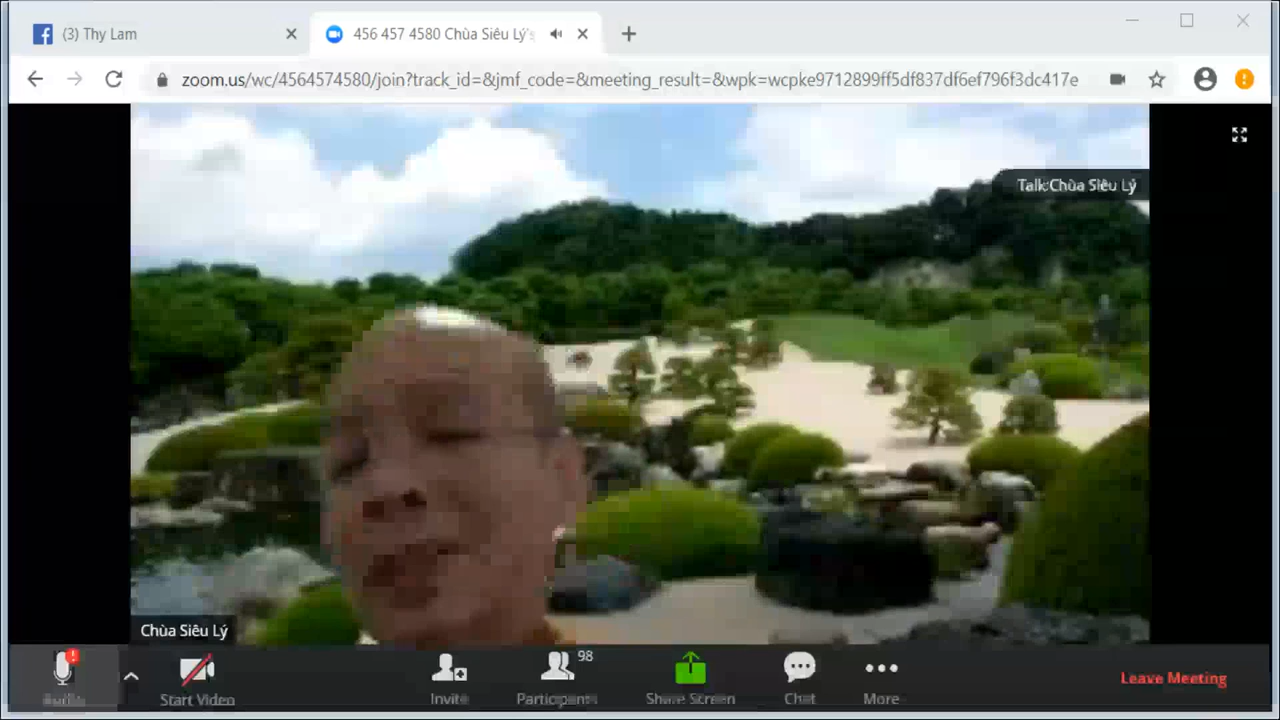 (3) Thy Lam
456 457 4580 Chùa Siêu Lý's
zoom.us/wc/4564574580/join?track_id=&jmf_code=&meeting_result=&wpk=wcpke9712899ff5df837df6ef796f3dc417e
Talk:Chùa Siêu Lý
Chùa Siêu Lý
98
Audio
Start Video
Invite
Participants
Share Screen
Chat
More
Leave Meeting